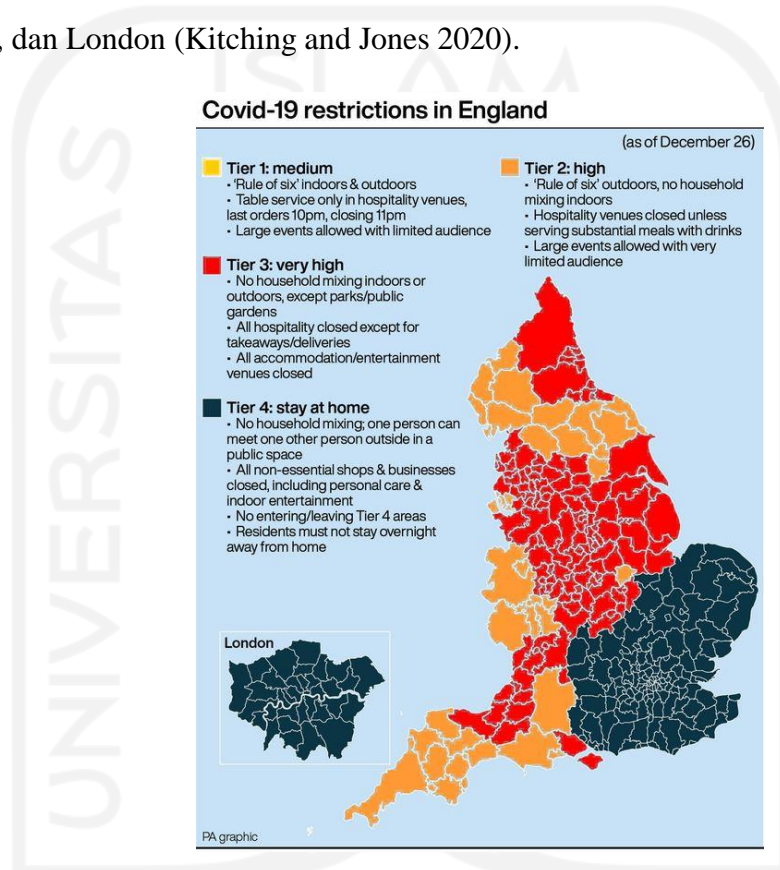 , dan London (Kitching and Jones 2020).
ISLAM
UNIVERSITAS
Covid-19 restrictions in England
(as of December 26)
Tier 1: medium
• 'Rule of six' indoors & outdoors
• Table service only in hospitality venues,
last orders 10pm, closing 11pm
• Large events allowed with limited audience
Tier 2: high
• 'Rule of six' outdoors, no household
mixing indoors
• Hospitality venues closed unless
serving substantial meals with drinks
• Large events allowed with very
limited audience
Tier 3: very high
• No household mixing indoors or
outdoors, except parks/public
gardens
• All hospitality closed except for
takeaways/deliveries
• All accommodation/entertainment
venues closed
Tier 4: stay at home
• No household mixing; one person can
meet one other person outside in a
public space
• All non-essential shops & businesses
closed, including personal care &
indoor entertainment
• No entering/leaving Tier 4 areas
• Residents must not stay overnight
away from home
London
PA graphic